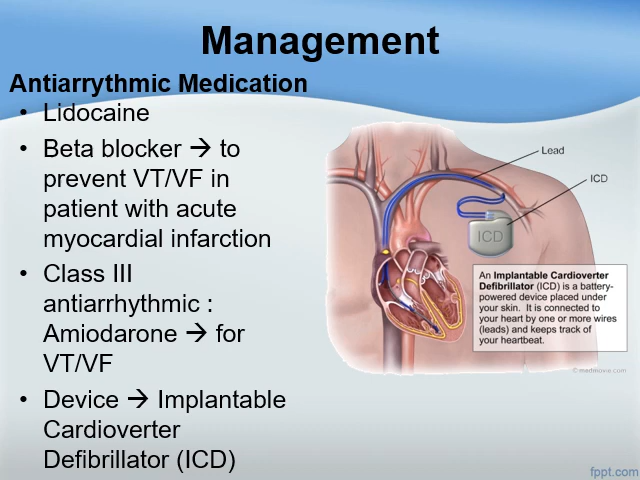 Management
Antiarrythmic Medication
• Lidocaine
• Beta blocker → to
prevent VT/VF in
patient with acute
myocardial infarction
• Class III
antiarrhythmic :
Amiodarone → for
VT/VF
• Device → Implantable
Cardioverter
Defibrillator (ICD)
Lead
ICD
ICD
An Implantable Cardioverter
Defibrillator (ICD) is a battery-
powered device placed under
your skin. It is connected to
your heart by one or more wires
(leads) and keeps track of
your heartbeat.
fppt.com